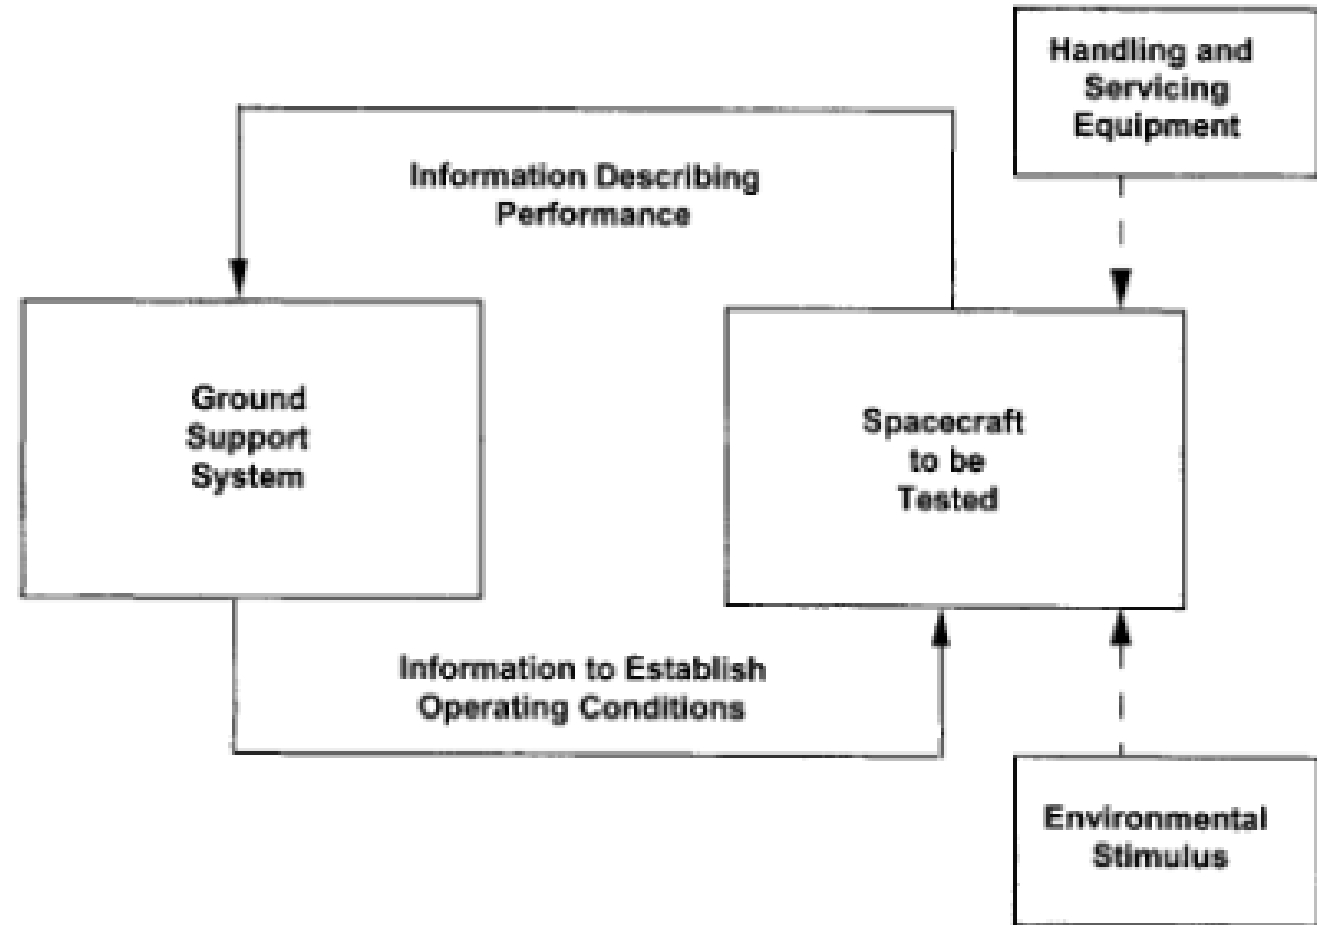 Handling and
Servicing
Equipment
Information Describing
Performance
Ground
Support
System
Spacecraft
to be
Tested
Information to Establish
Operating Conditions
Environmental
Stimulus